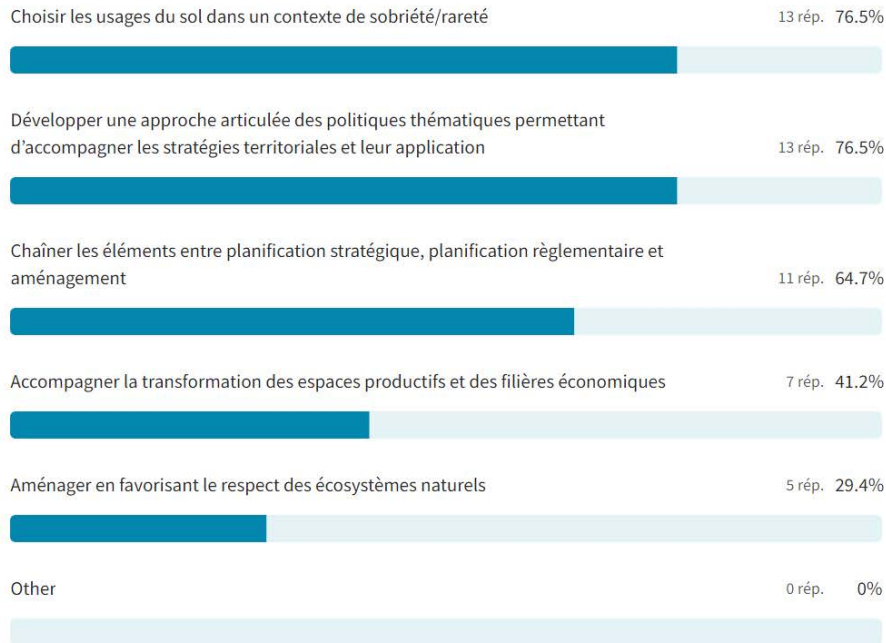 Choisir les usages du sol dans un contexte de sobriété/rareté 13 rép. 76.5%
Développer une approche articulée des politiques thématiques permettant
d’accompagner les stratégies territoriales et leur application 13 rép. 76.5%
Chaîner les éléments entre planification stratégique, planification règlementaire et
aménagement 11 rép. 64.7%
Accompagner la transformation des espaces productifs et des filières économiques 7 rép. 41.2%
Aménager en favorisant le respect des écosystèmes naturels 5 rép. 29.4%
Other 0 rép. 0%